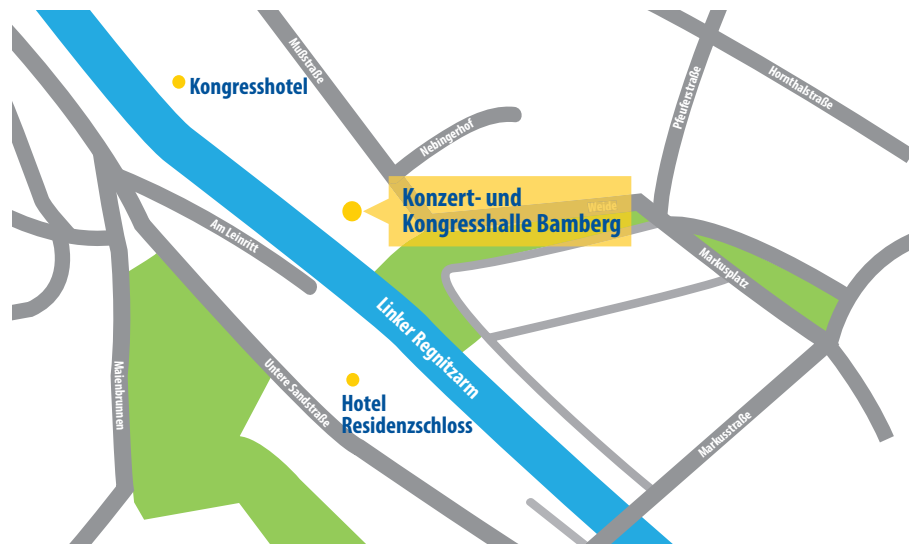 Mußstraße
Hornthalstraße
Kongresshotel
Pfeuferstraße
Nebingerhof
Konzert- und
Kongresshalle Bamberg
Weide
Am Leinritt
Markusplatz
Linker Regnitzarm
Maienbrunnen
Untere Sandstraße
Hotel
Residenzschloss
Markusstraße